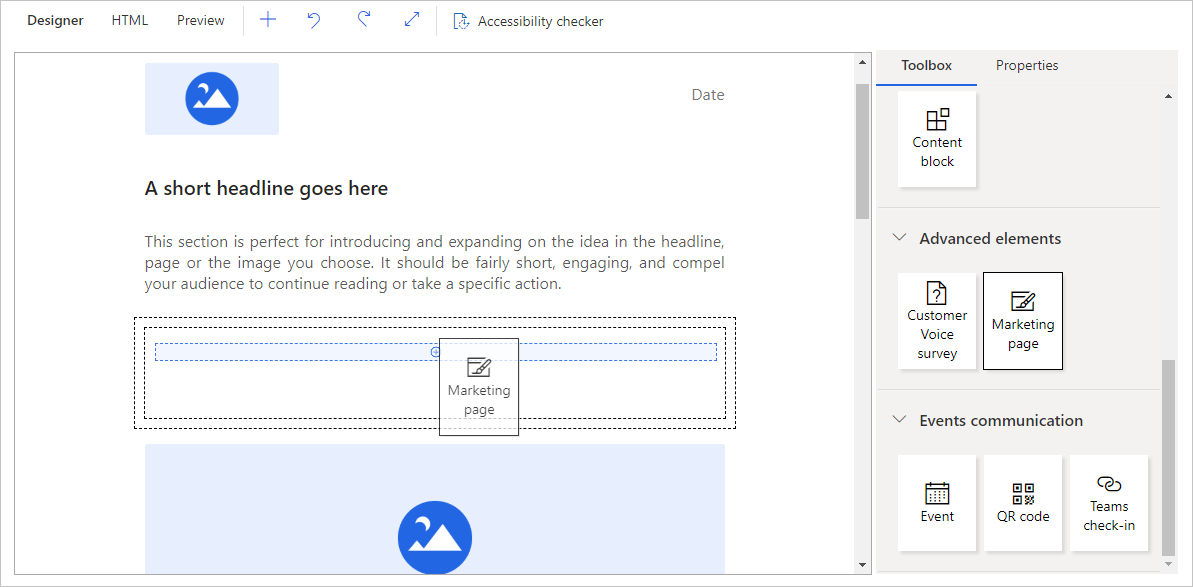 Designer HTML Preview Accessibility checker
Date
A short headline goes here
This section is perfect for introducing and expanding on the idea in the headline,
page or the image you choose. It should be fairly short, engaging, and compel
your audience to continue reading or take a specific action.
Marketing
page
Toolbox Properties
Content
block
Advanced elements
Customer
Voice
survey
Marketing
page
Events communication
Event
QR code
Teams
check-in